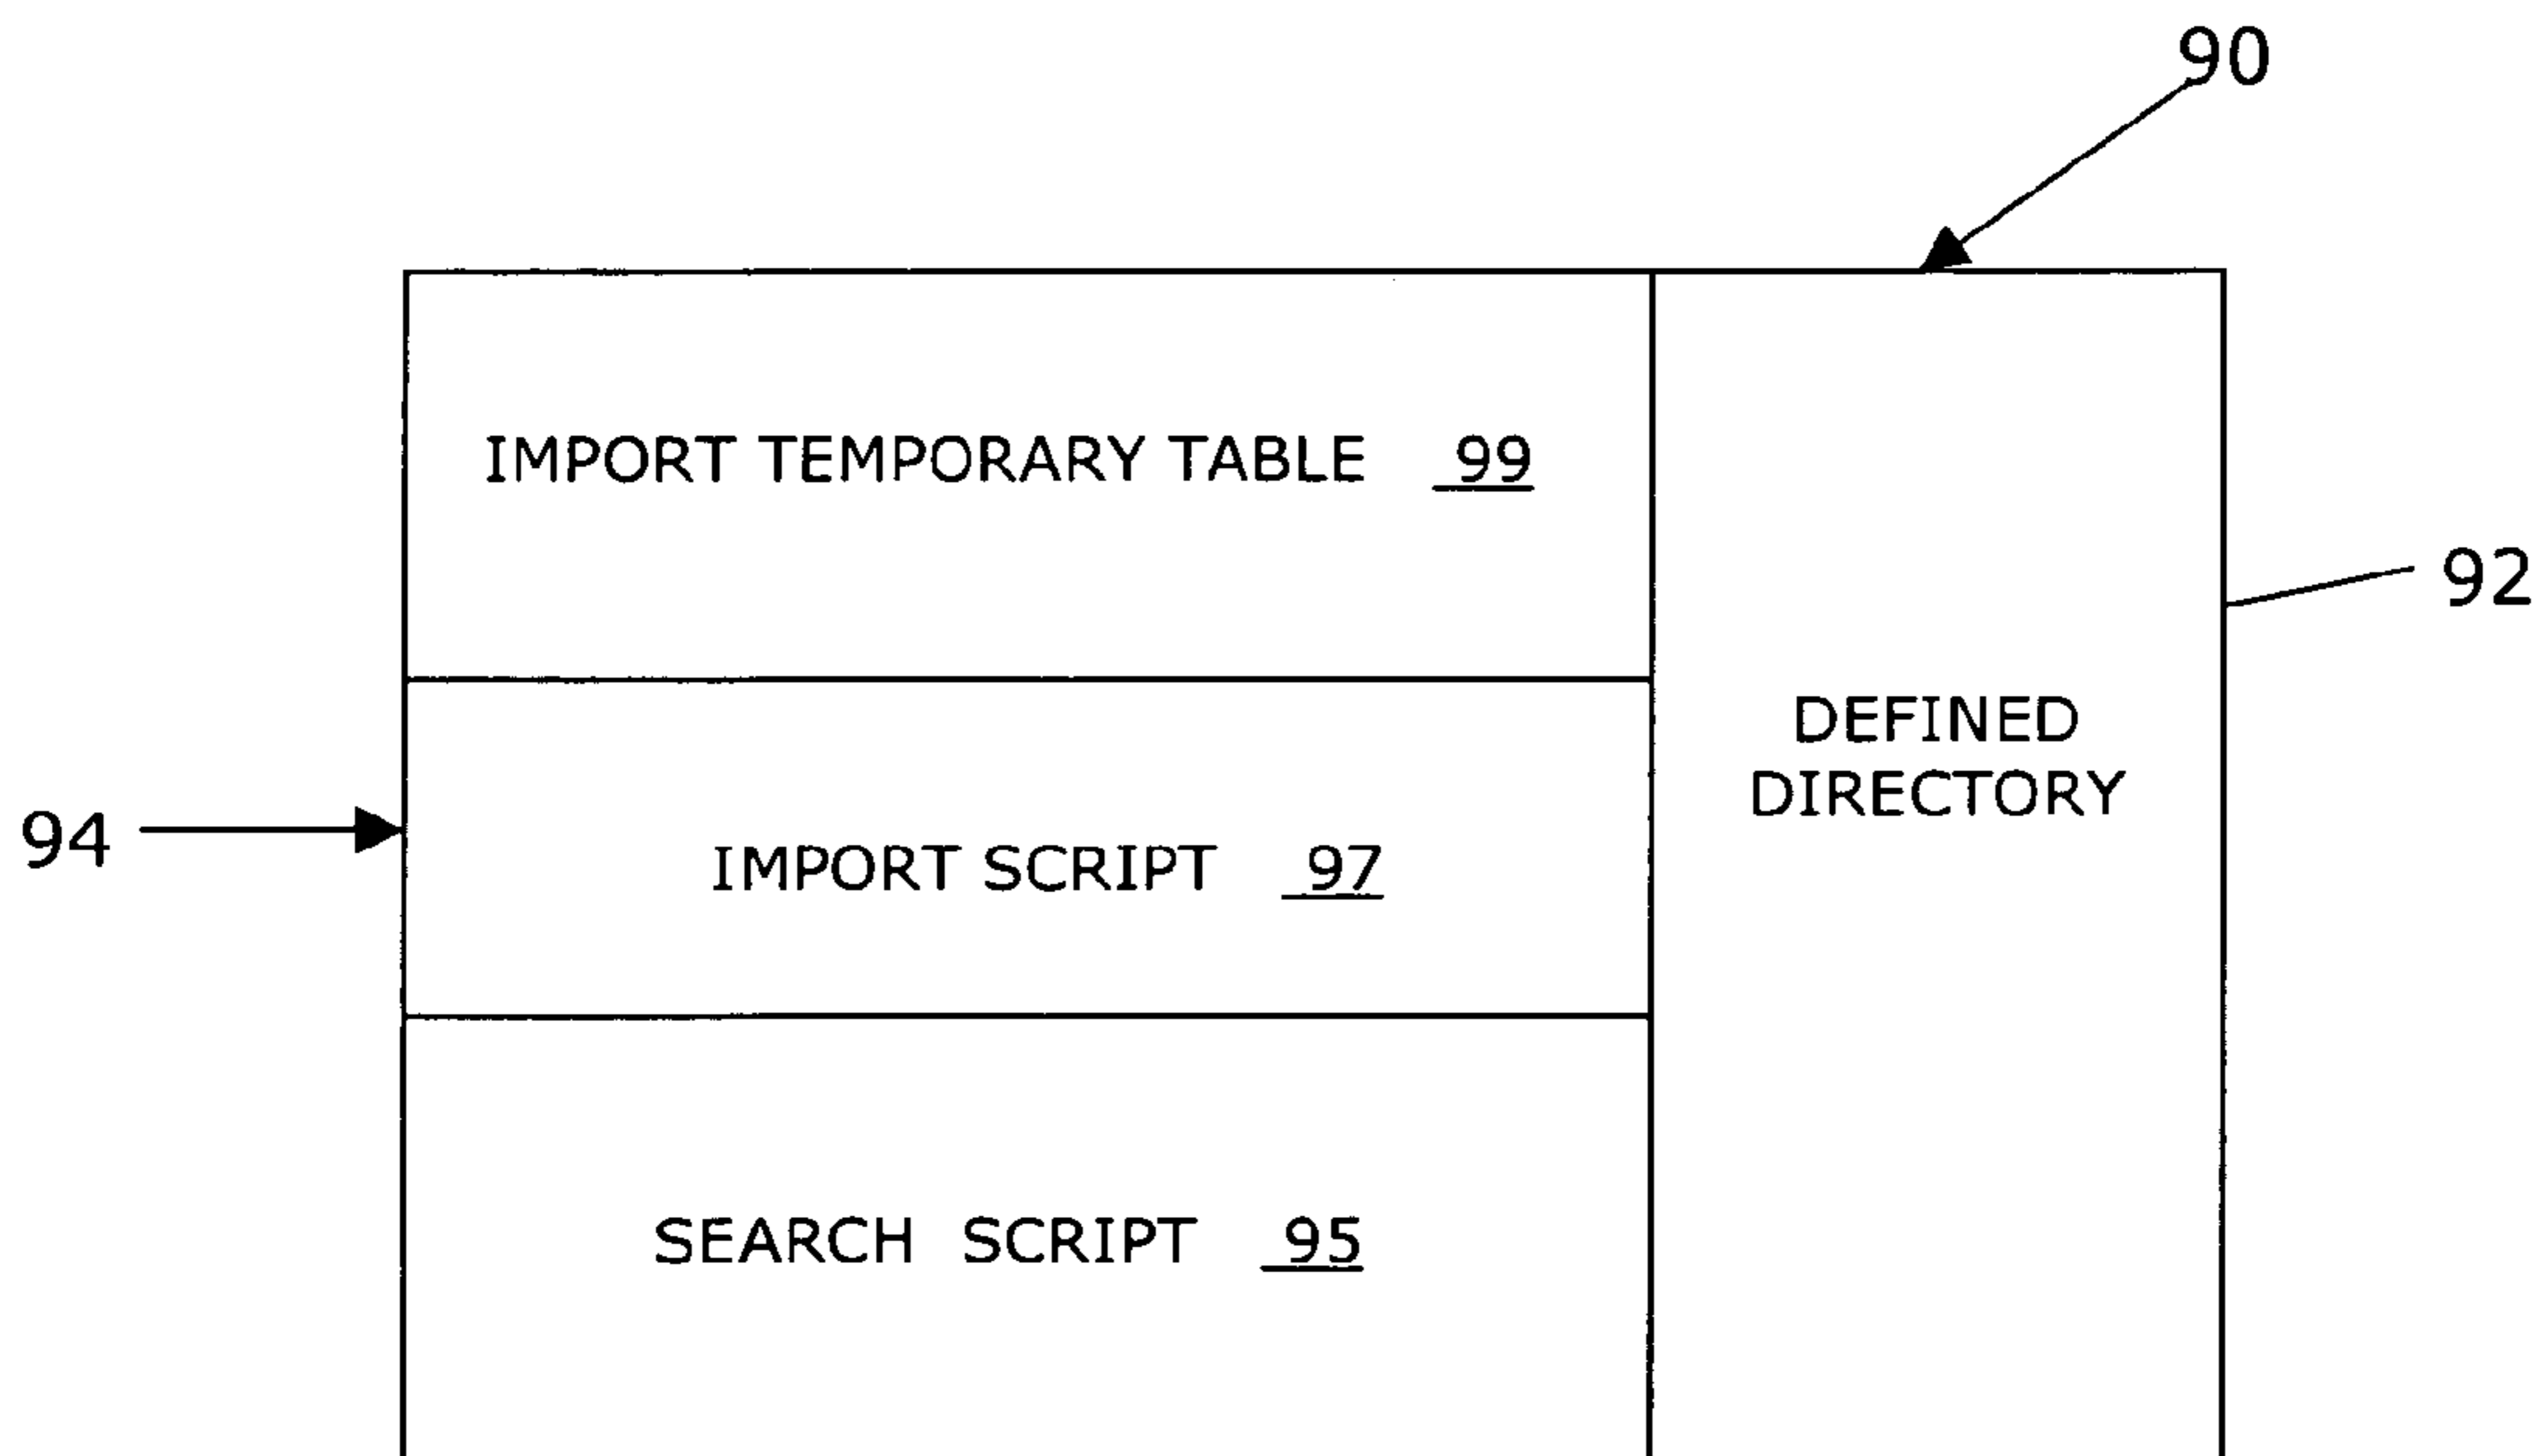 90
IMPORT TEMPORARY TABLE 99
92
DEFINED
DIRECTORY
94
IMPORT SCRIPT 97
SEARCH SCRIPT 95